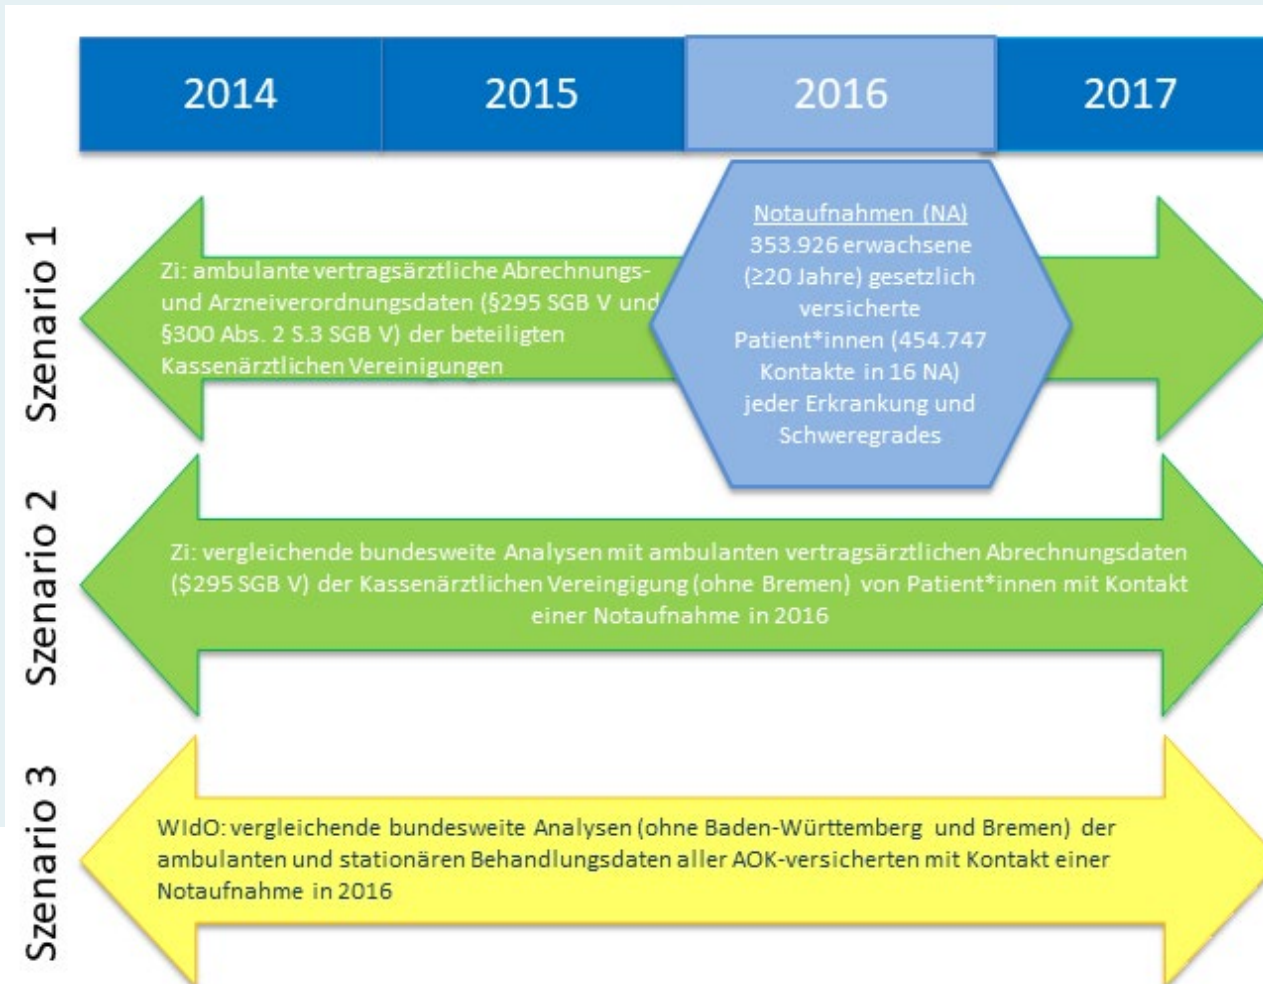 2014 2015 2016 2017
Szenario 1
Zi: ambulante vertragsärztliche Abrechnungs-
und Arzneiverordnungsdaten (§295 SGB V und
§300 Abs. 2 S.3 SGB V) der beteiligten
Kassenärztlichen Vereinigungen
Notaufnahmen (NA)
353.926 erwachsene
(≥20 Jahre) gesetzlich
versicherte
Patient*innen (454.747
Kontakte in 16 NA)
jeder Erkrankung und
Schweregrades
Szenario 2
Zi: vergleichende bundesweite Analysen mit ambulanten vertragsärztlichen Abrechnungsdaten
($295 SGB V) der Kassenärztlichen Vereingigung (ohne Bremen) von Patient*innen mit Kontakt
einer Notaufnahme in 2016
Szenario 3
WIdO: vergleichende bundesweite Analysen (ohne Baden-Württemberg und Bremen) der
ambulanten und stationären Behandlungsdaten aller AOK-versicherten mit Kontakt einer
Notaufnahme in 2016